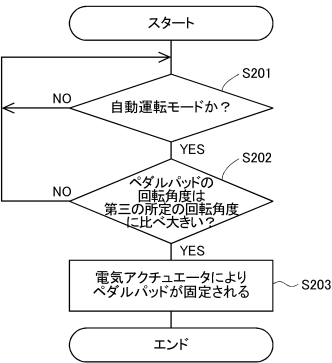 スタート
S201
自動運転モードか？
NO
YES
S202
ペダルパッドの
回転角度は
第三の所定の回転角度
に比べ大きい？
NO
YES
電気アクチュエータにより
ペダルパッドが固定される
S203
エンド